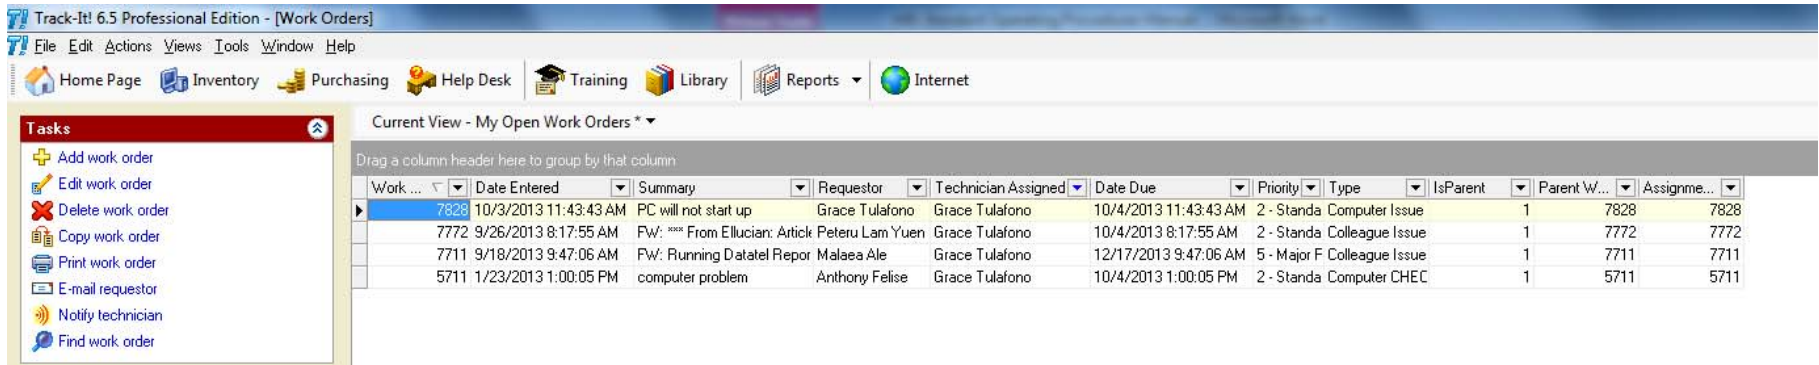 Track-It! 6.5 Professional Edition - [Work Orders]
File Edit Actions Views Tools Window Help
Home Page Inventory Purchasing Help Desk Training Library Reports Internet
Tasks
Current View - My Open Work Orders *
Add work order
Edit work order
Delete work order
Copy work order
Print work order
E-mail requestor
Notify technician
Find work order
Drag a column header here to group by that column
Work ... Date Entered Summary Requestor Technician Assigned Date Due Priority Type IsParent Parent W... Assignme...
7828 10/3/2013 11:43:43 AM PC will not start up Grace Tulafono Grace Tulafono 10/4/2013 11:43:43 AM 2 - Standa Computer Issue 1 7828 7828
7772 9/26/2013 8:17:55 AM FW: *** From Ellucian: Article Peteru Lam Yuen Grace Tulafono 10/4/2013 8:17:55 AM 2 - Standa Colleague Issue 1 7772 7772
7711 9/18/2013 9:47:06 AM FW: Running Datatel Repor Malaea Ale Grace Tulafono 12/17/2013 9:47:06 AM 5 - Major F Colleague Issue 1 7711 7711
5711 1/23/2013 1:00:05 PM computer problem Anthony Felise Grace Tulafono 10/4/2013 1:00:05 PM 2 - Standa Computer CHEC 1 5711 5711